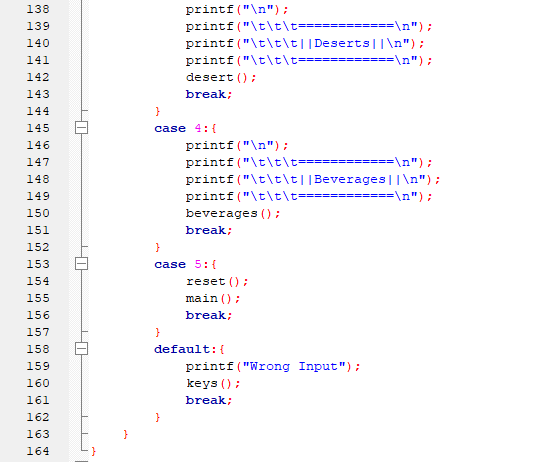 138 printf("\n");
139 printf("\t\t\t============\n");
140 printf("\t\t\t||Deserts||\n");
141 printf("\t\t\t============\n");
142 desert();
143 break;
144 }
145 case 4:{
146 printf("\n");
147 printf("\t\t\t============\n");
148 printf("\t\t\t||Beverages||\n");
149 printf("\t\t\t============\n");
150 beverages();
151 break;
152 }
153 case 5:{
154 reset();
155 main();
156 break;
157 }
158 default:{
159 printf("Wrong Input");
160 keys();
161 break;
162 }
163 }
164 }